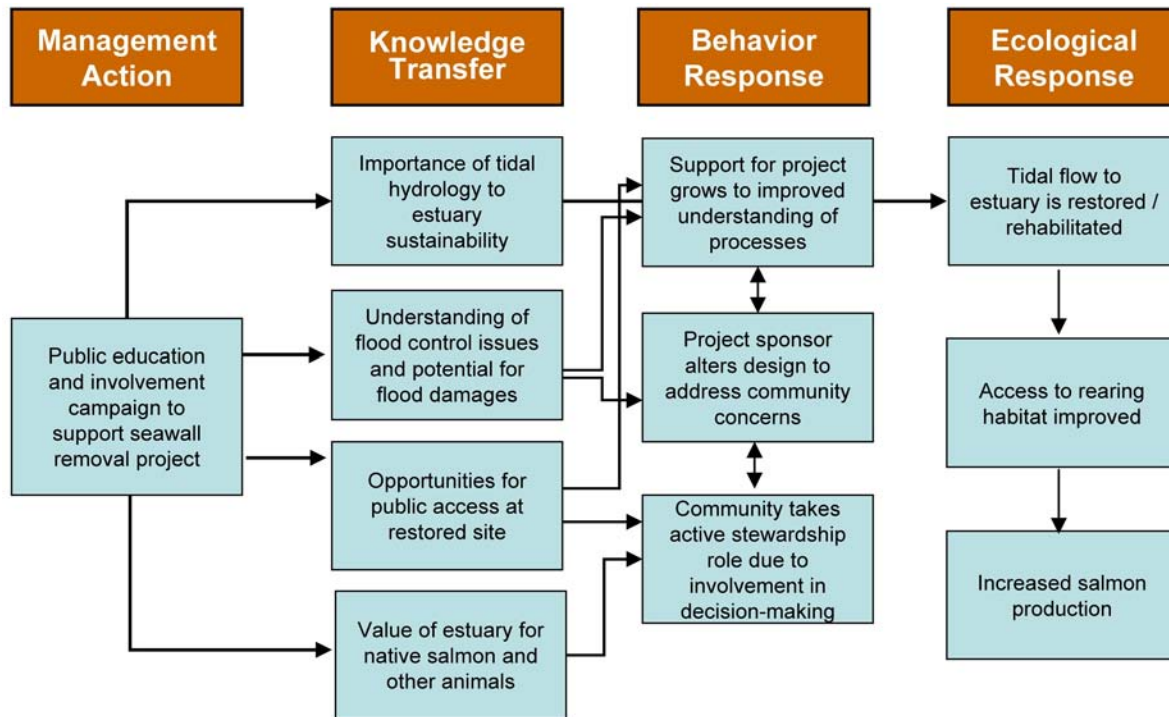 Management
Action
Knowledge
Transfer
Behavior
Response
Ecological
Response
Public education
and involvement
campaign to
support seawall
removal project
Importance of tidal
hydrology to
estuary
sustainability
Understanding of
flood control issues
and potential for
flood damages
Opportunities for
public access at
restored site
Value of estuary for
native salmon and
other animals
Support for project
grows to improved
understanding of
processes
Project sponsor
alters design to
address community
concerns
Community takes
active stewardship
role due to
involvement in
decision-making
Tidal flow to
estuary is restored /
rehabilitated
Access to rearing
habitat improved
Increased salmon
production